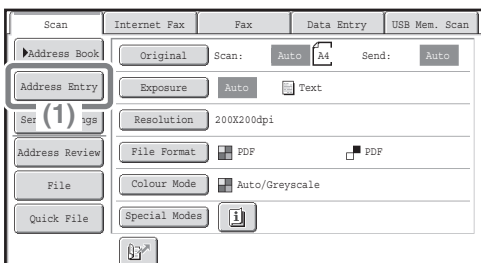 Scan Internet Fax Fax Data Entry USB Mem. Scan
Address Book Original Scan: Auto A4 Send: Auto
Address Entry Exposure Auto Text
(1) Resolution 200X200dpi
Address Review File Format PDF PDF
File Colour Mode Auto/Greyscale
Quick File Special Modes